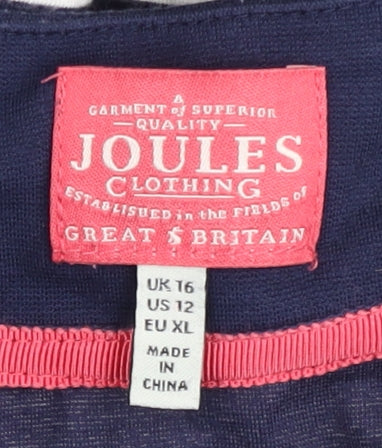 A
GARMENT of SUPERIOR
QUALITY
JOULES
CLOTHING
ESTABLISHED in the FIELDS of
GREAT BRITAIN
UK 16
US 12
EU XL
MADE
IN
CHINA